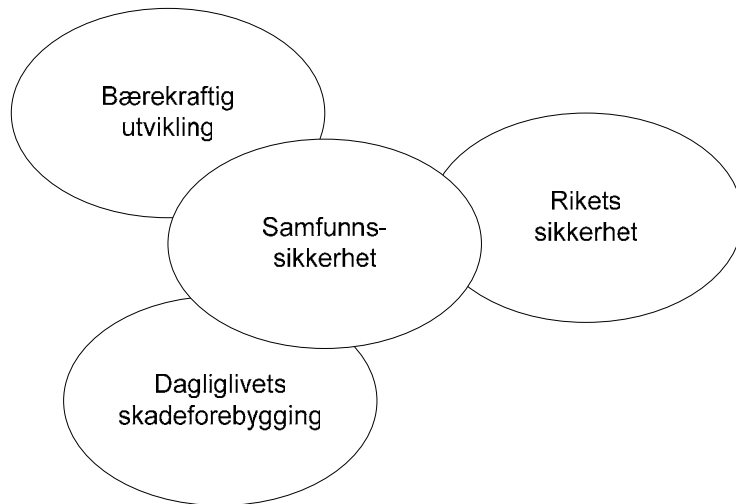 Bærekraftig
utvikling
Samfunns-
sikkerhet
Rikets
sikkerhet
Dagliglivets
skadeforebygging